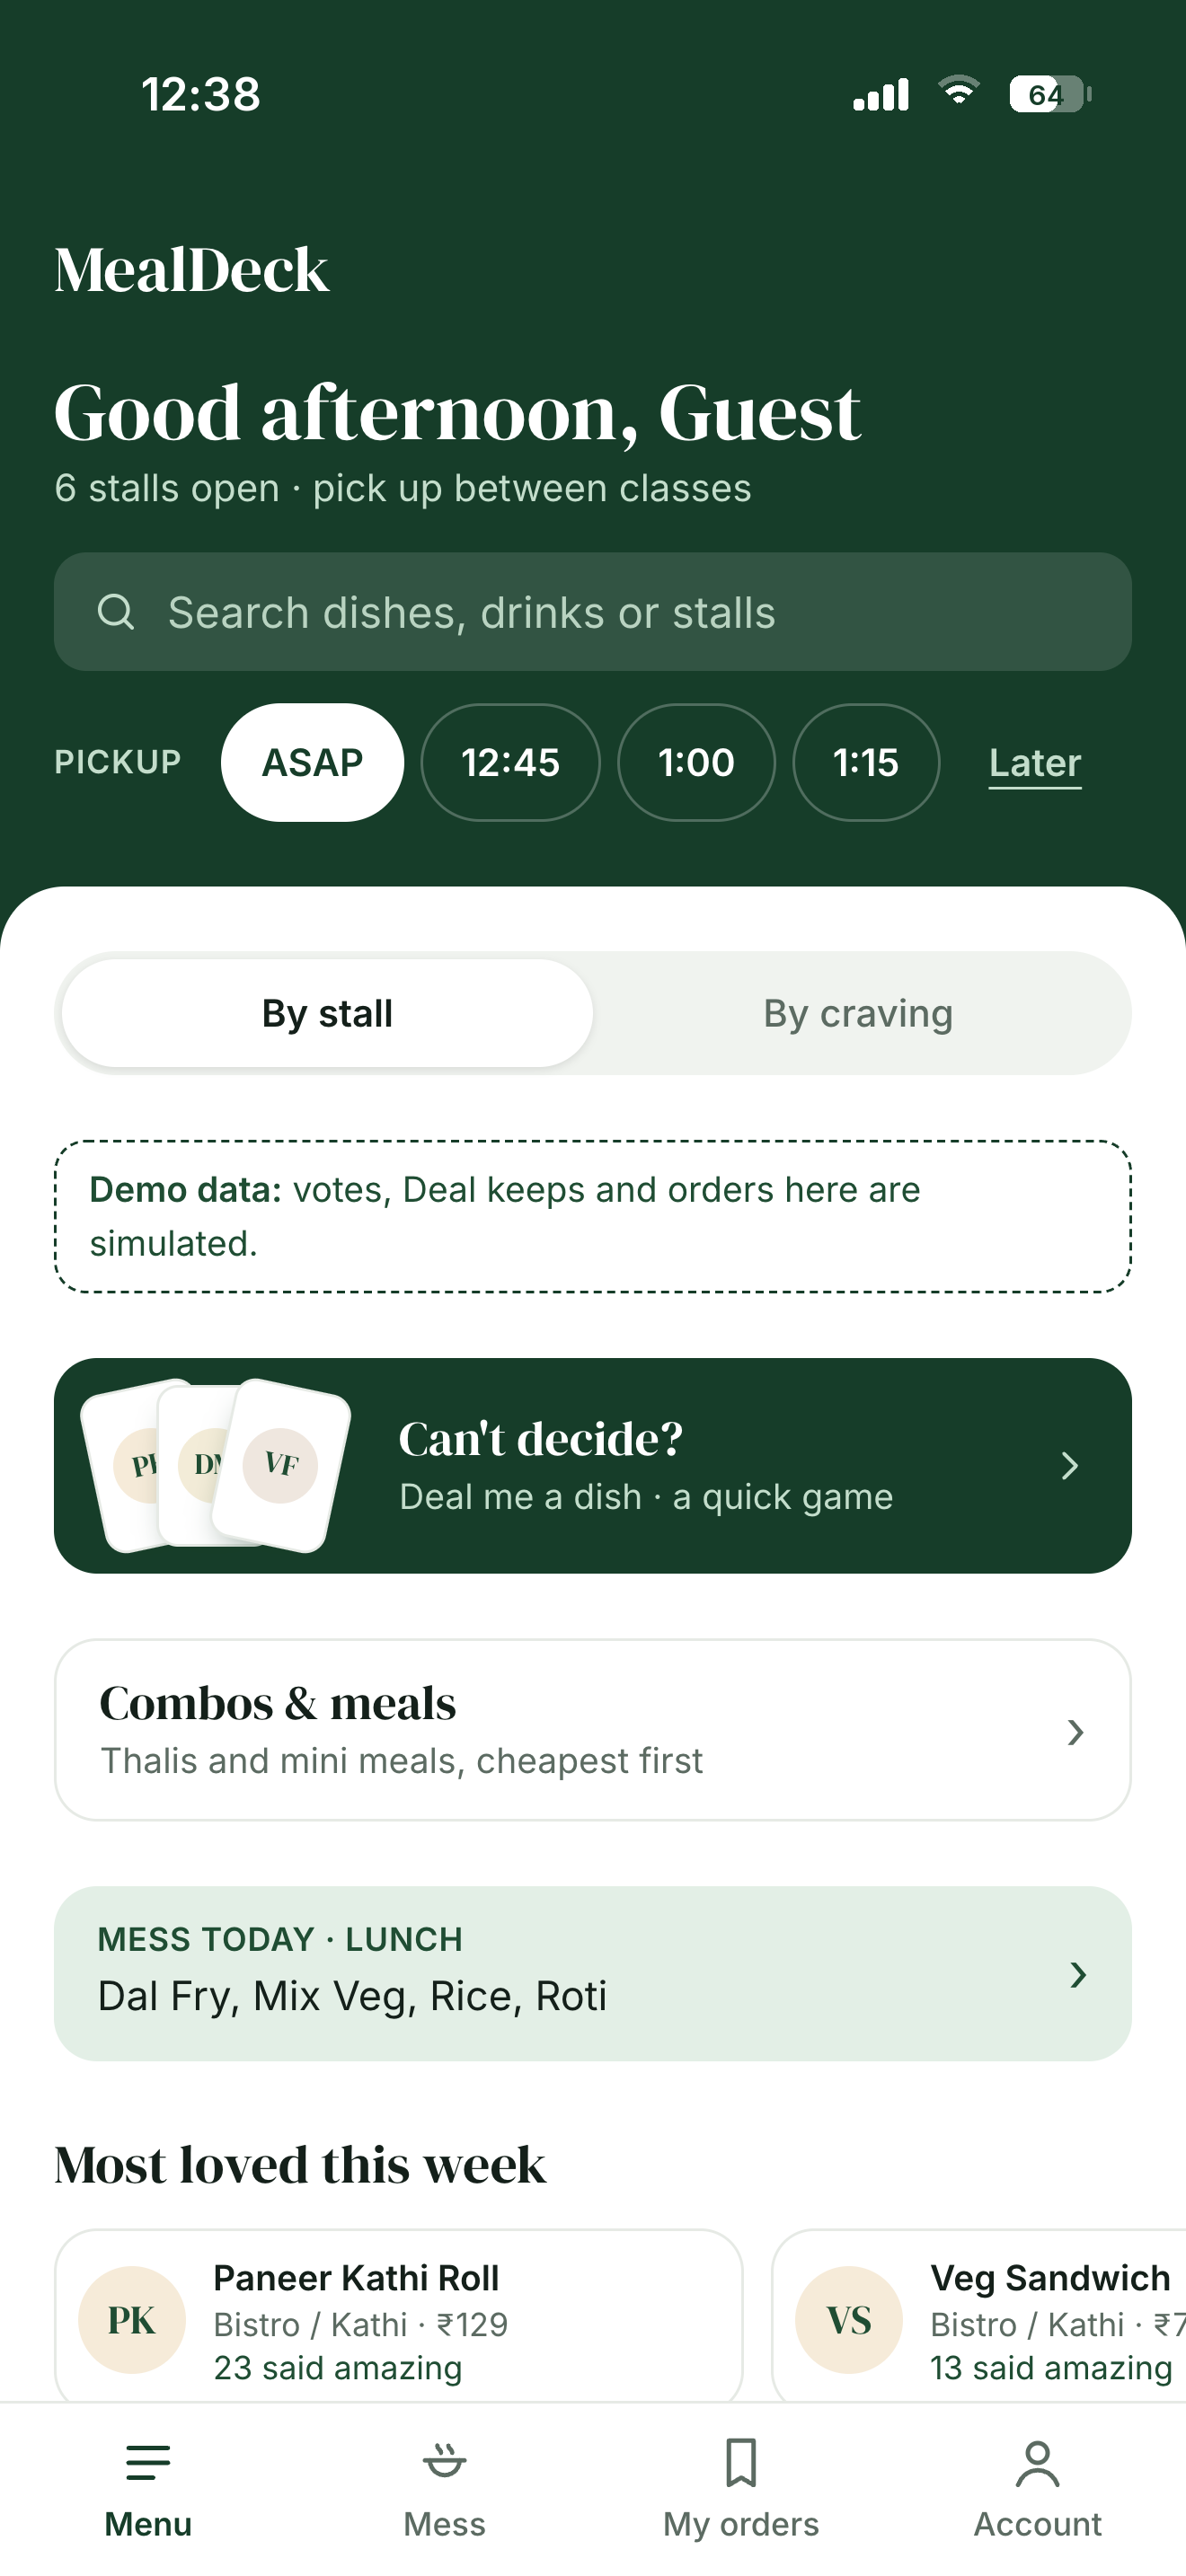 12:38
64
MealDeck
Good afternoon, Guest
6 stalls open · pick up between classes
Search dishes, drinks or stalls
PICKUP ASAP 12:45 1:00 1:15 Later
By stall By craving
Demo data: votes, Deal keeps and orders here are
simulated.
VF
Can't decide?
Deal me a dish · a quick game
Combos & meals
Thalis and mini meals, cheapest first
MESS TODAY · LUNCH
Dal Fry, Mix Veg, Rice, Roti
Most loved this week
PK
Paneer Kathi Roll
Bistro / Kathi · ₹129
23 said amazing
VS
Veg Sandwich
Bistro / Kathi · ₹7
13 said amazing
Menu Mess My orders Account